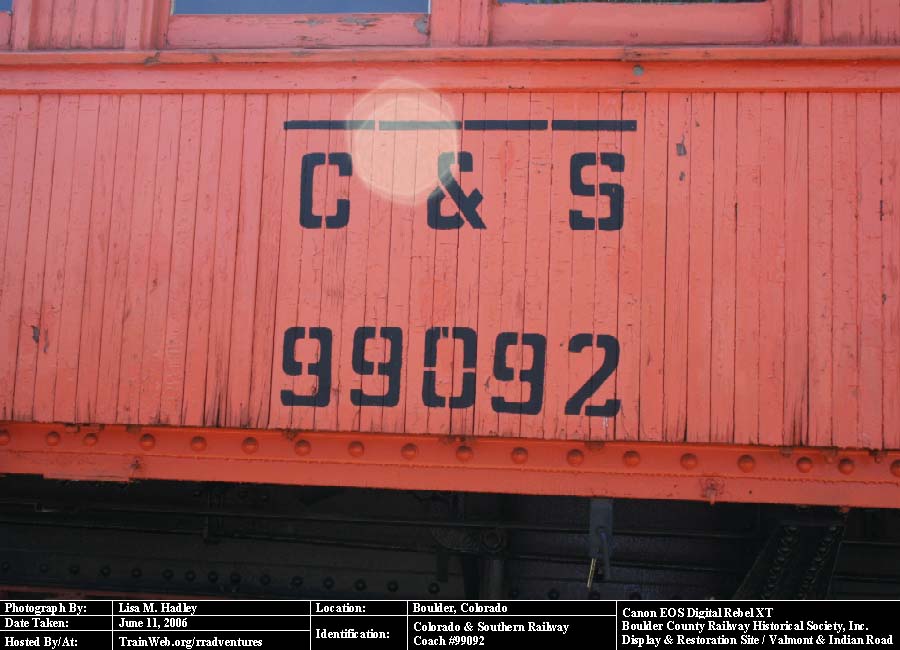 C & S
99092
Photograph By: Lisa M. Hadley
Date Taken: June 11, 2006
Hosted By/At: TrainWeb.org/rradventures
Location: Boulder, Colorado
Identification: Colorado & Southern Railway
Coach #99092
Canon EOS Digital Rebel XT
Boulder County Railway Historical Society, Inc.
Display & Restoration Site / Valmont & Indian Road